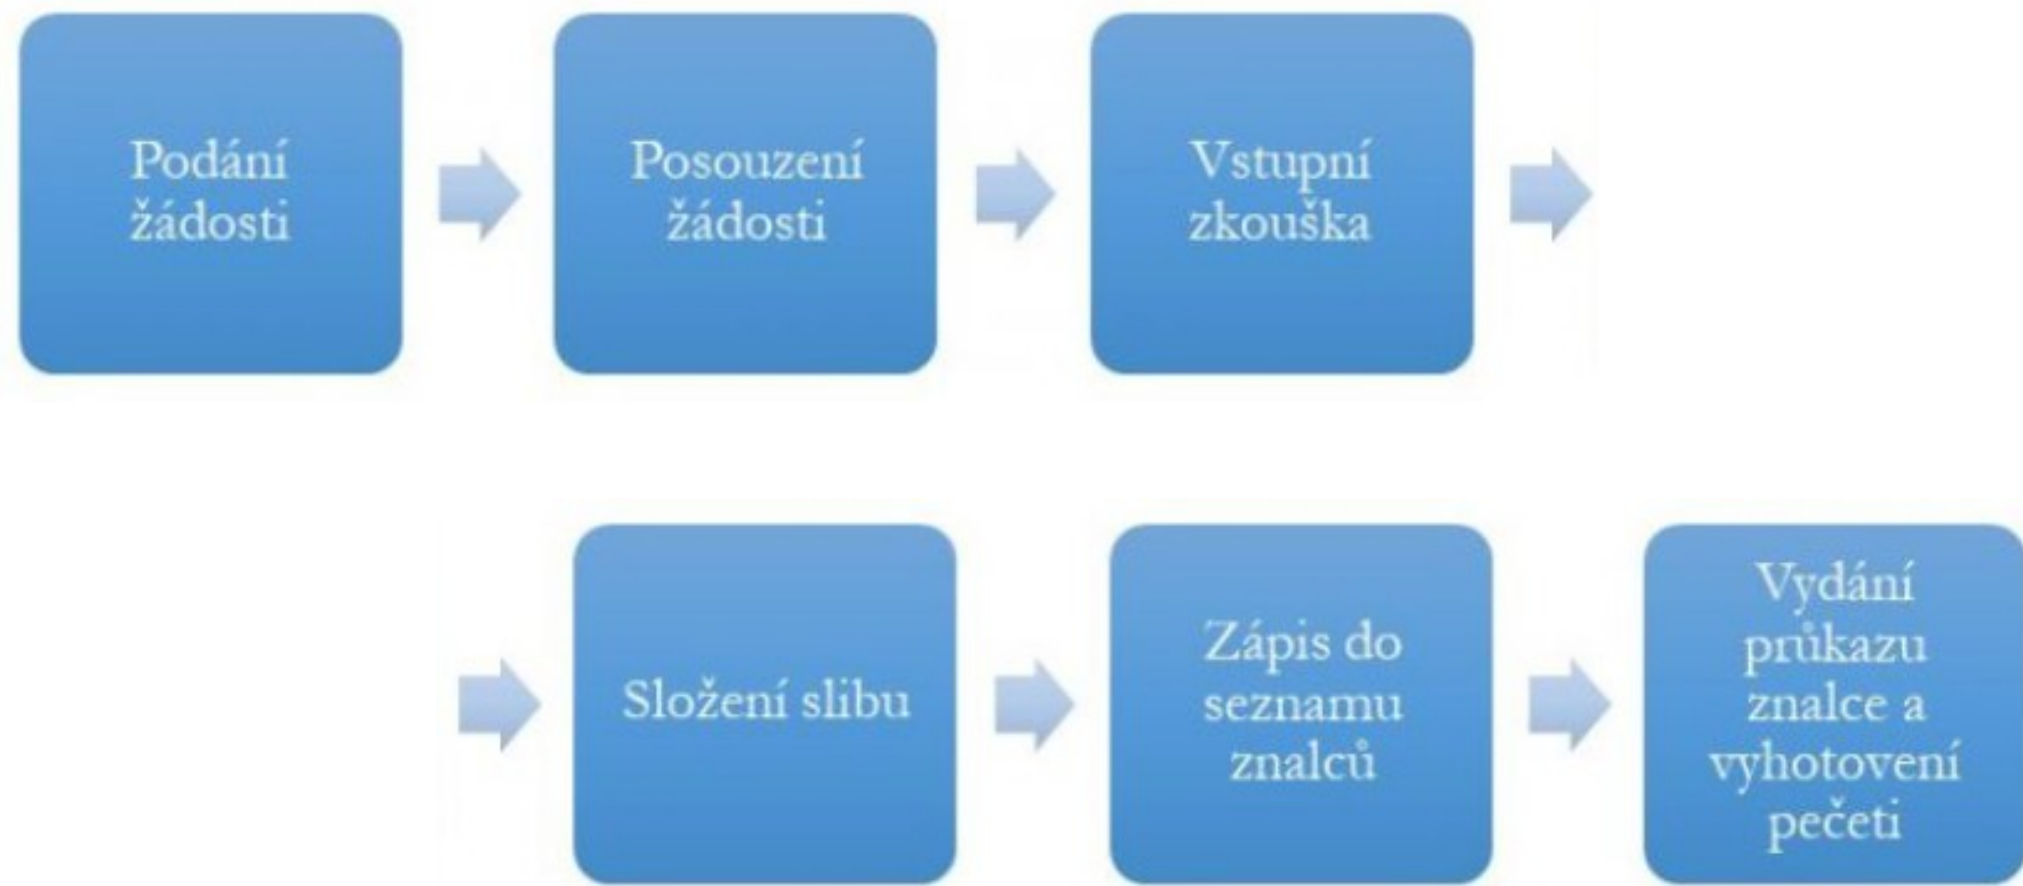 Podání
žádosti
Posouzení
žádosti
Vstupní
zkouška
Složení slibu
Zápis do
seznamu
znalců
Vydání
průkazu
znalce a
vyhotovení
pečeti